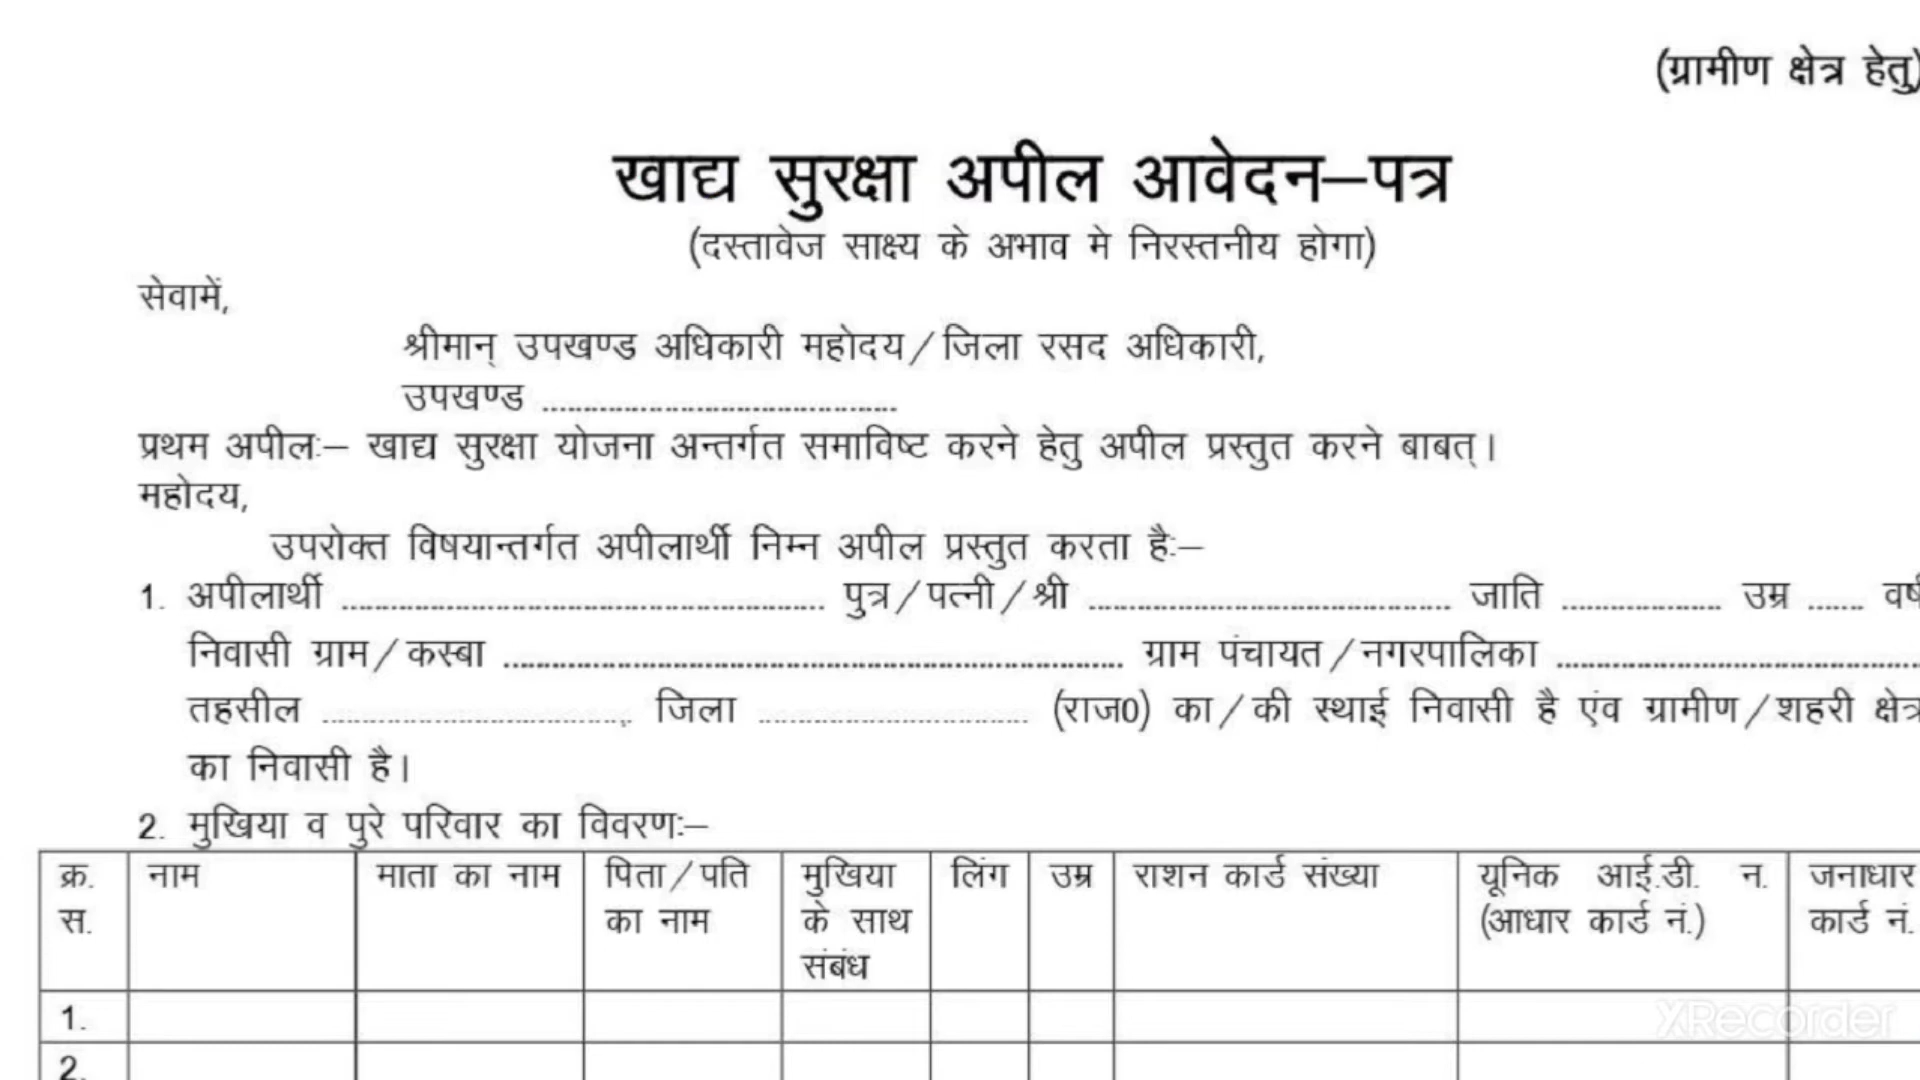 (ग्रामीण क्षेत्र हेतु)
खाद्य सुरक्षा अपील आवेदन–पत्र
(दस्तावेज साक्ष्य के अभाव मे निरस्तनीय होगा)
सेवामें,
श्रीमान् उपखण्ड अधिकारी महोदय/जिला रसद अधिकारी,
उपखण्ड ............................................
प्रथम अपीलः– खाद्य सुरक्षा योजना अन्तर्गत समाविष्ट करने हेतु अपील प्रस्तुत करने बाबत्।
महोदय,
उपरोक्त विषयान्तर्गत अपीलार्थी निम्न अपील प्रस्तुत करता हैः–
1. अपीलार्थी ............................................ पुत्र/पत्नी/श्री ............................................ जाति .................... उम्र ....... वर्ष
निवासी ग्राम/कस्बा ............................................ ग्राम पंचायत/नगरपालिका ............................................
तहसील ...................................., जिला .................................. (राज0) का/की स्थाई निवासी है एंव ग्रामीण/शहरी क्षेत्र
का निवासी है।
2. मुखिया व पुरे परिवार का विवरणः–
क्र. स. नाम माता का नाम पिता/पति का नाम मुखिया के साथ संबंध लिंग उम्र राशन कार्ड संख्या यूनिक आई.डी. न. (आधार कार्ड नं.) जनाधार कार्ड नं.
1.
2.
XRecorder